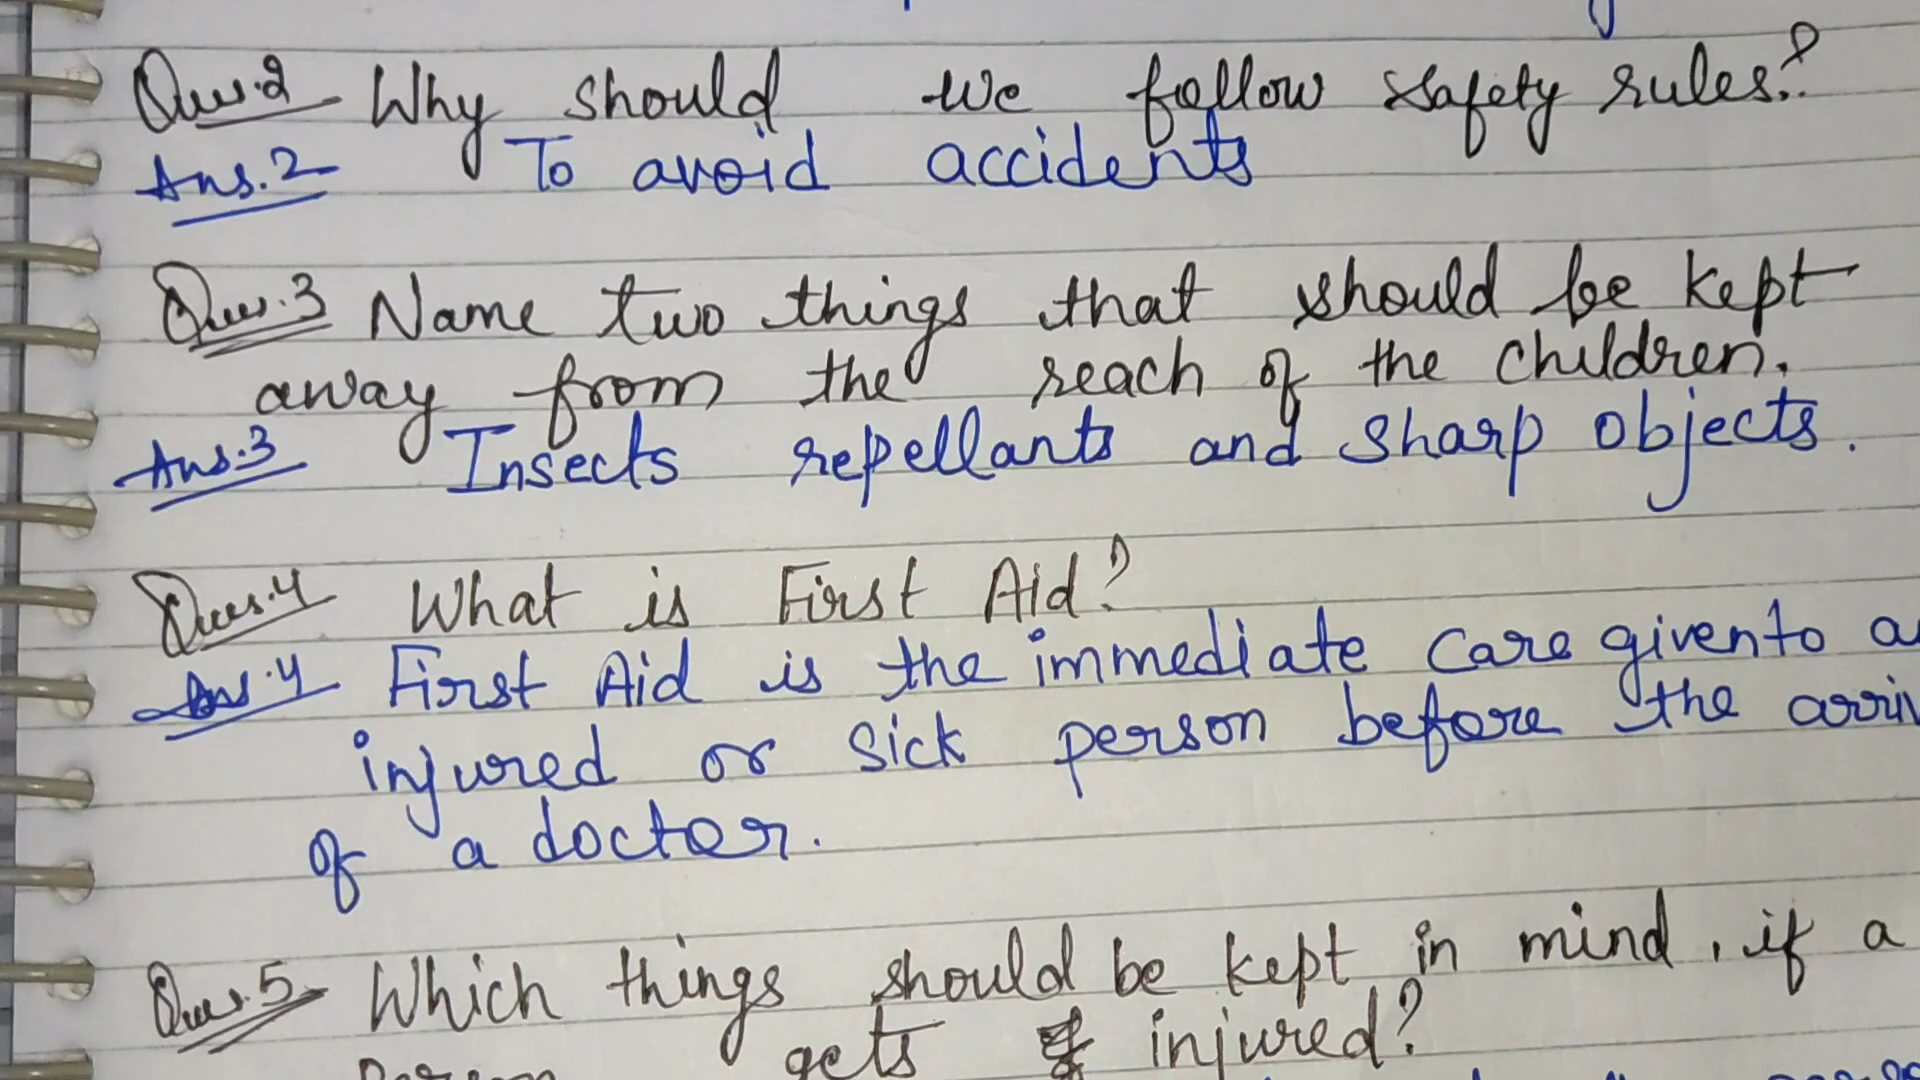 Ques.2 Why should we follow safety rules?
Ans.2 To avoid accidents
Ques.3 Name two things that should be kept
away from the reach of the children.
Ans.3 Insects repellants and sharp objects.
Ques.4 What is First Aid?
Ans.4 First Aid is the immediate care given to
injured or sick person before the
of a doctor.
Ques.5 Which things should be kept in mind, if a
person gets injured?